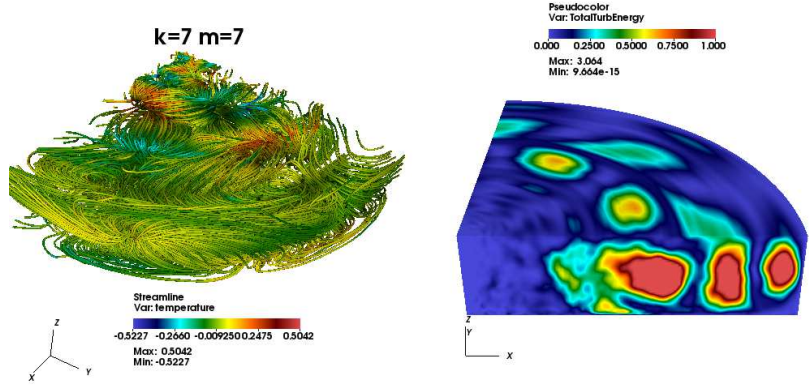 k=7 m=7
Streamline
Var: temperature
-0.5227 -0.2660 -0.009250 0.2475 0.5042
Max: 0.5042
Min: -0.5227
Z
Y
X
Pseudocolor
Var: TotalTurbEnergy
0.000 0.2500 0.5000 0.7500 1.000
Max: 3.064
Min: 9.664e-15
Z
Y
X